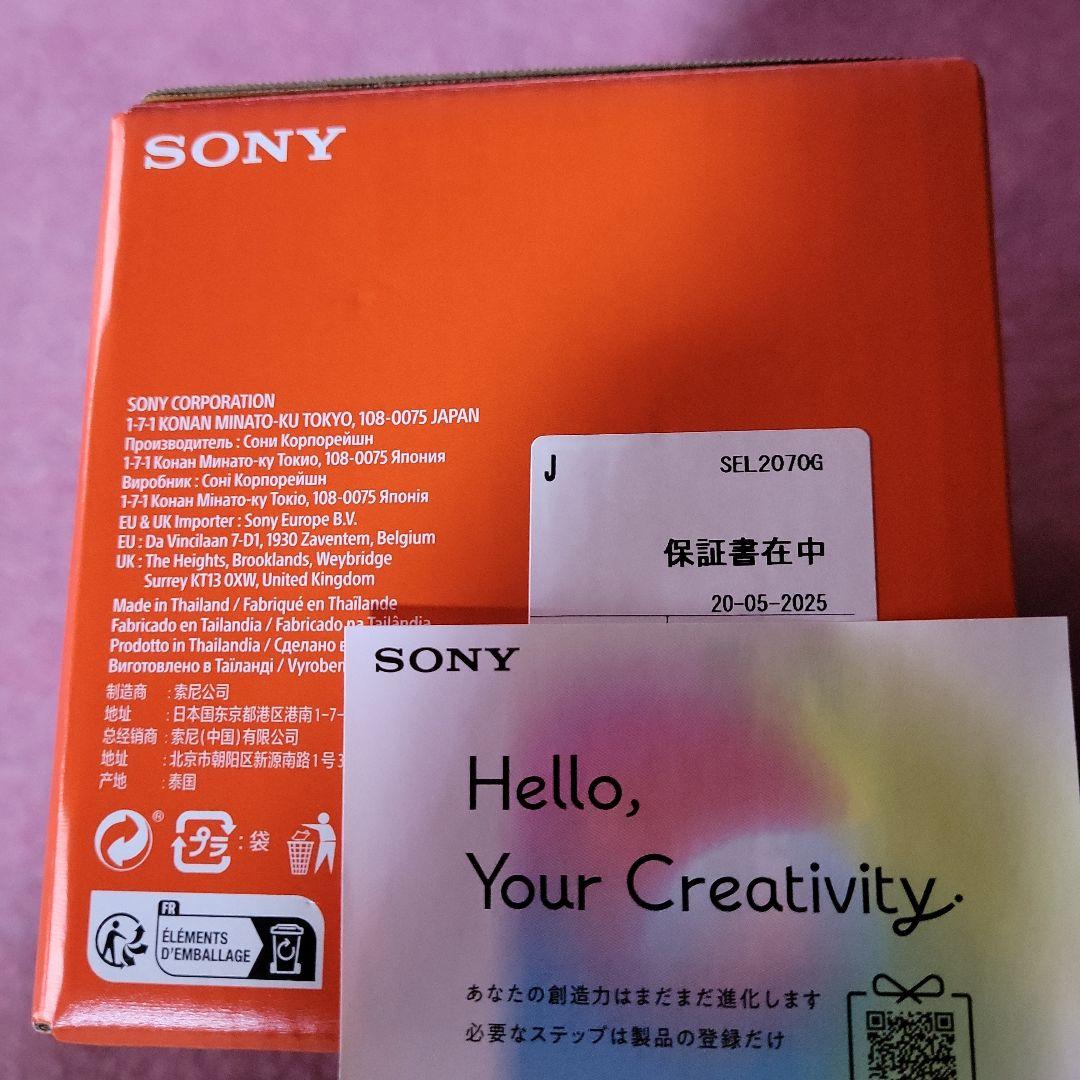 SONY
SONY CORPORATION
1-7-1 KONAN MINATO-KU TOKYO, 108-0075 JAPAN
Производитель : Сони Корпорейшн
1-7-1 Конан Минато-ку Токио, 108-0075 Япония
Виробник : Соні Корпорейшн
1-7-1 Конан Мінато-ку Токіо, 108-0075 Японія
EU & UK Importer : Sony Europe B.V.
EU : Da Vincilaan 7-D1, 1930 Zaventem, Belgium
UK : The Heights, Brooklands, Weybridge
Surrey KT13 0XW, United Kingdom
Made in Thailand / Fabriqué en Thaïlande
Fabricado en Tailandia / Fabricado na Tailândia
Prodotto in Thailandia / Сделано в
Виготовлено в Таїланді / Vyroben
制造商 : 索尼公司
地址 : 日本国东京都港区港南1-7-
总经销商 : 索尼(中国)有限公司
地址 : 北京市朝阳区新源南路1号3
产地 : 泰国
プラ : 袋
FR
ÉLÉMENTS
D'EMBALLAGE
J SEL2070G
保証書在中
20-05-2025
SONY
Hello,
Your Creativity.
あなたの創造力はまだまだ進化します
必要なステップは製品の登録だけ